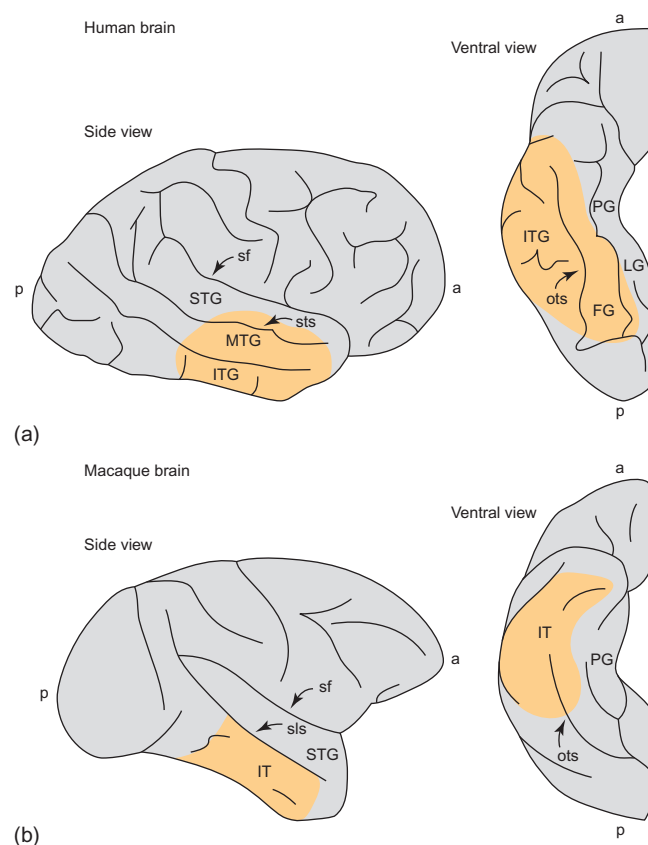 Human brain
a
Ventral view
Side view
PG
ITG
sf
LG
p
STG
a
ots
sts
FG
MTG
ITG
p
(a)
Macaque brain
a
Ventral view
Side view
IT
PG
a
sf
p
sls
STG
ots
IT
p
(b)